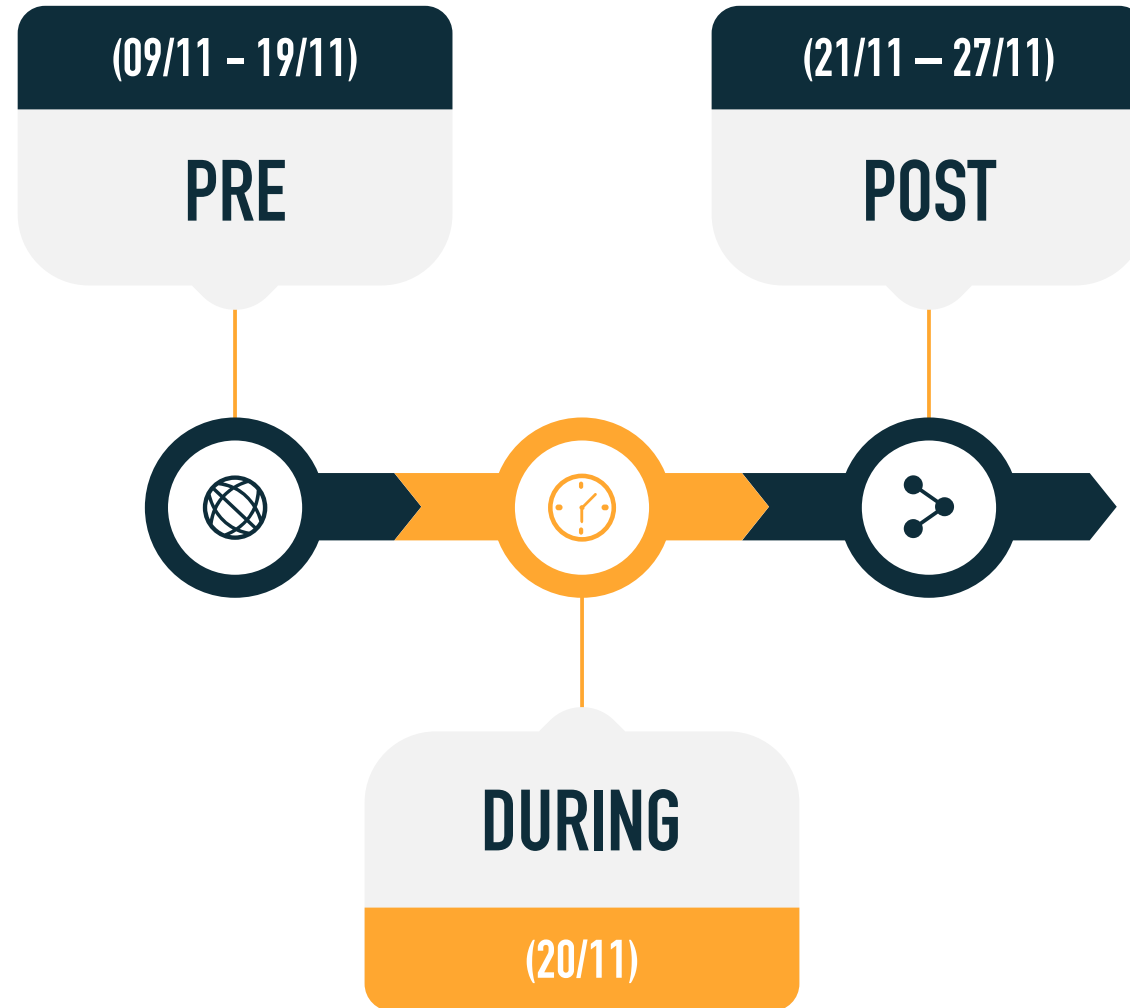 (09/11 - 19/11)
PRE
(21/11 — 27/11)
POST
DURING
(20/11)